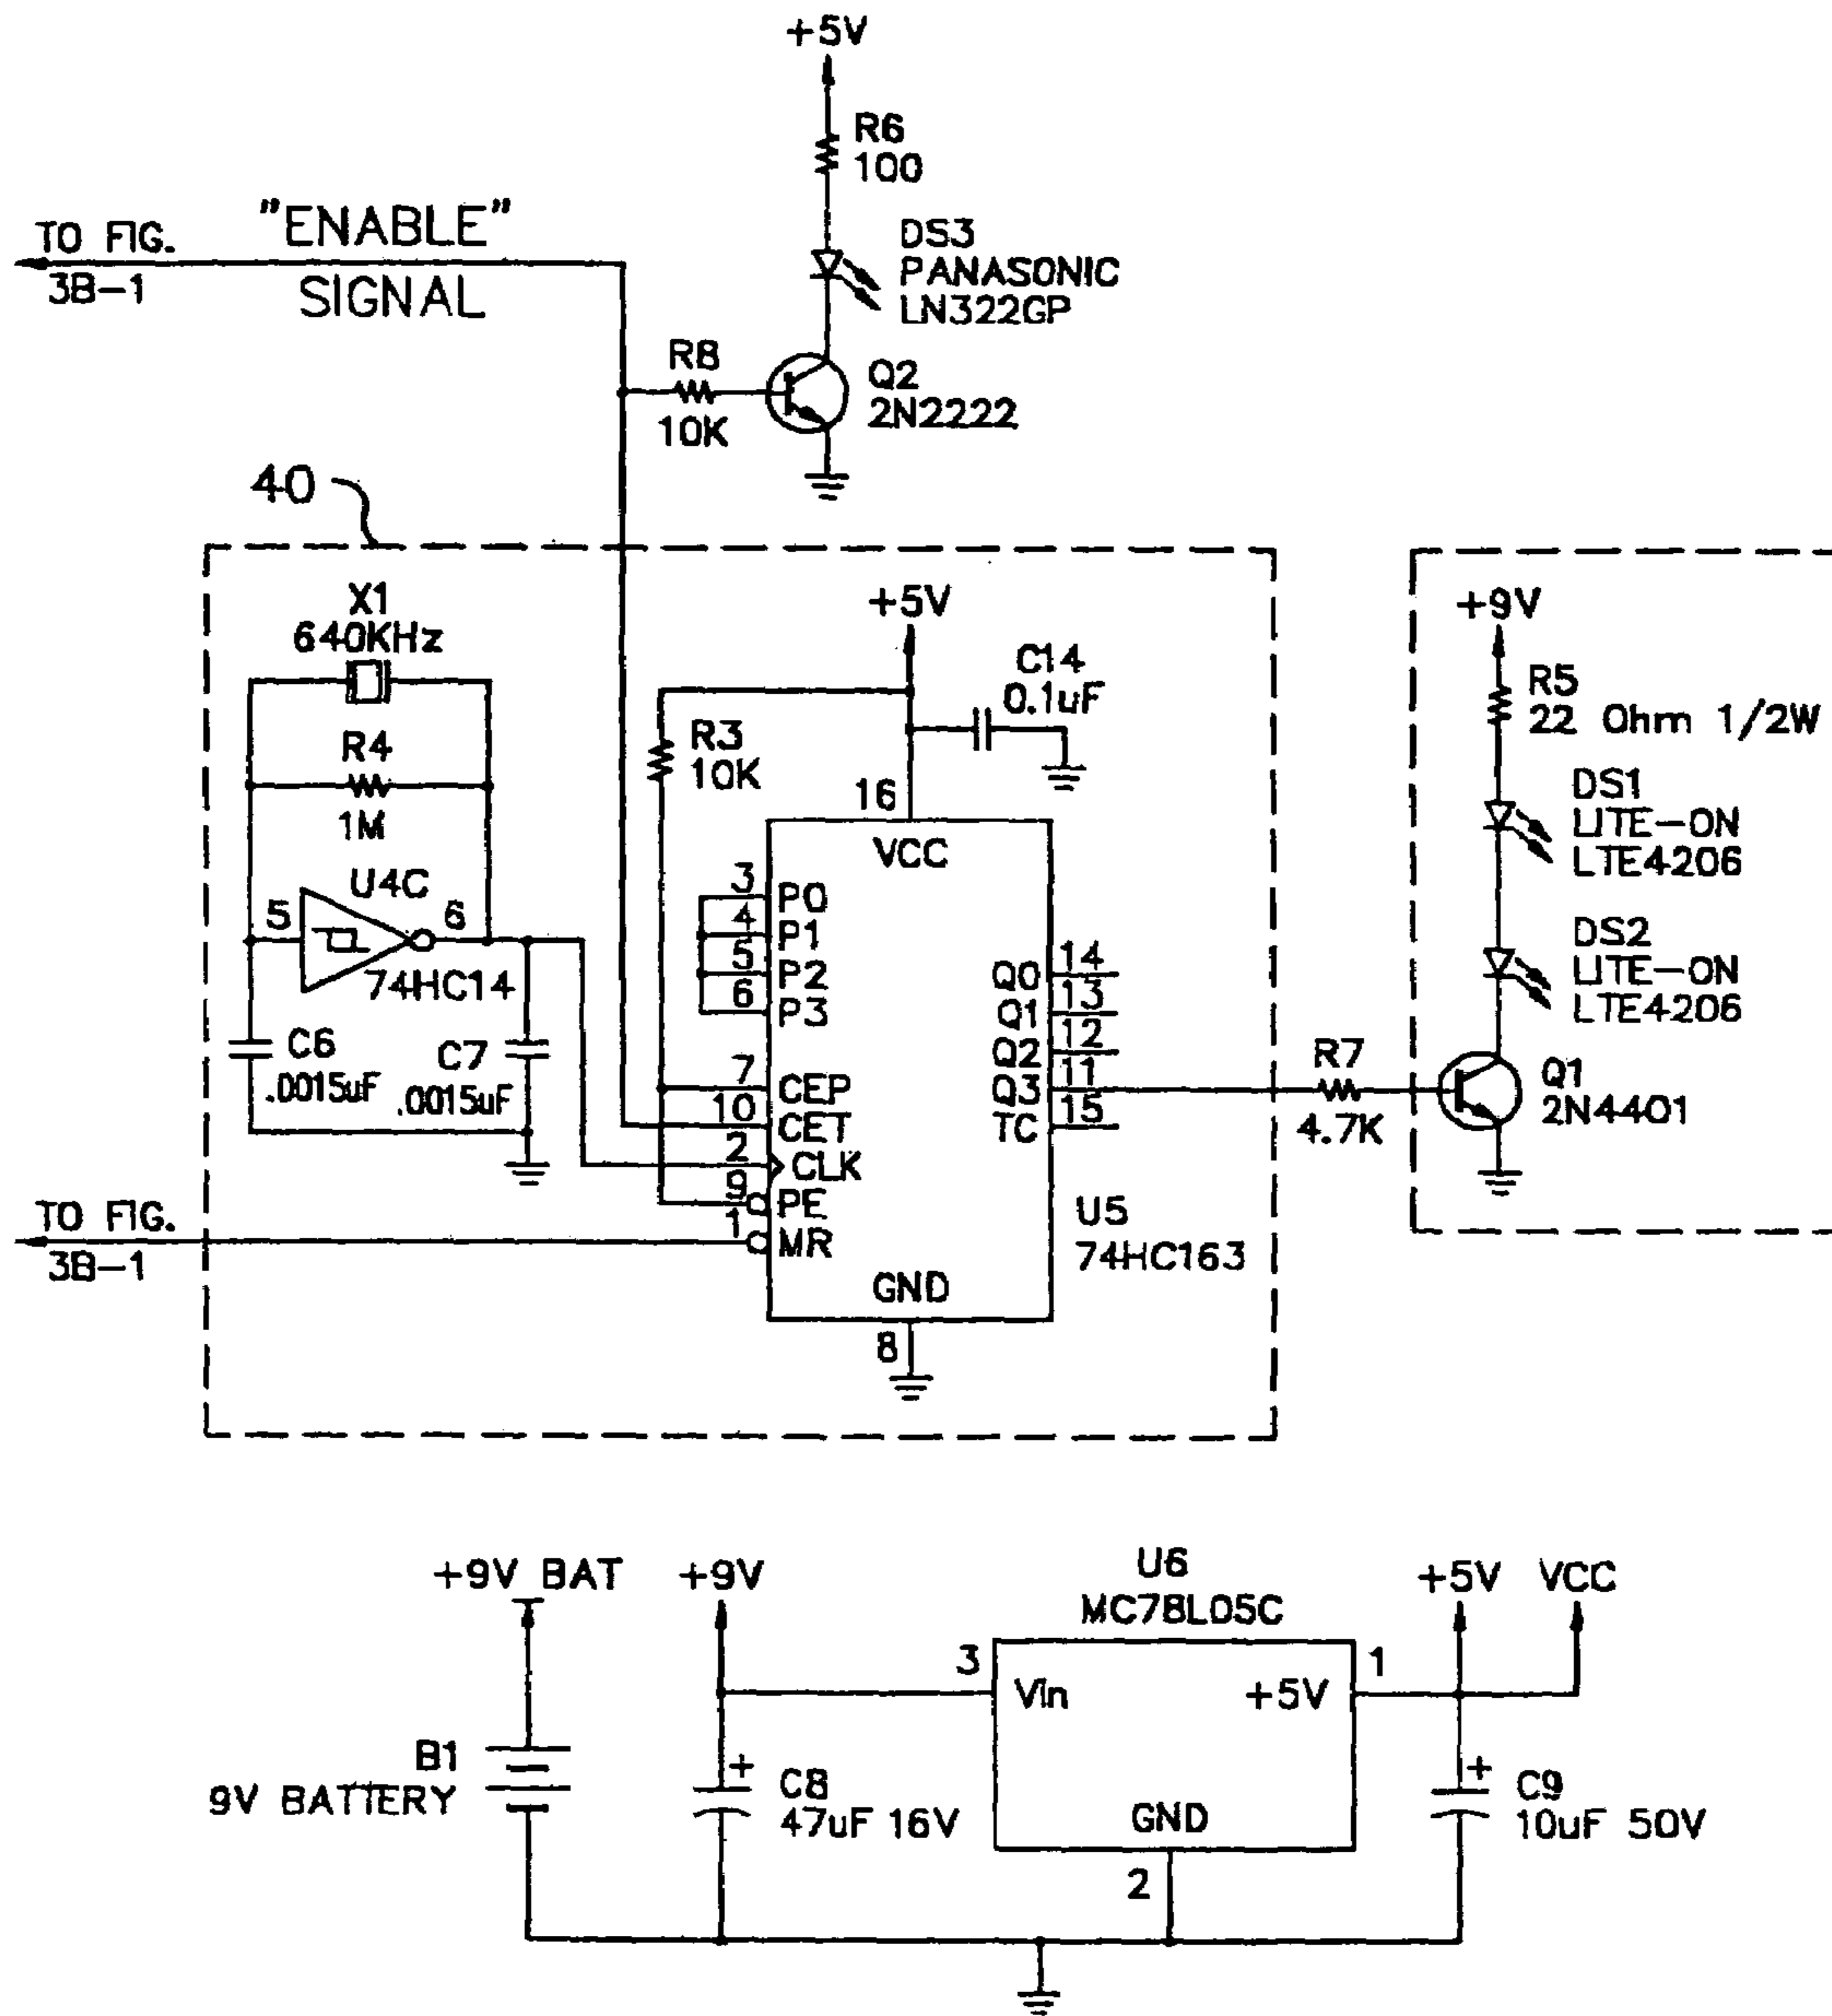 +5V
R6
100
"ENABLE"
SIGNAL
TO FIG.
3B-1
DS3
PANASONIC
LN322GP
R8
10K
Q2
2N2222
40
X1
640KHz
R4
1M
U4C
5
6
74HC14
C6
.0015uF
C7
.0015uF
+5V
C14
0.1uF
R3
10K
16
VCC
3
P0
4
P1
5
P2
6
P3
7
CEP
10
CET
2
CLK
9
PE
1
MR
Q0
14
Q1
13
Q2
12
Q3
11
TC
15
GND
8
U5
74HC163
TO FIG.
3B-1
R7
4.7K
+9V
R5
22 Ohm 1/2W
DS1
LITE-ON
LTE4206
DS2
LITE-ON
LTE4206
Q1
2N4401
+9V BAT
B1
9V BATTERY
+9V
C8
+
47uF 16V
U6
MC78L05C
3
Vin
+5V
1
GND
2
+5V VCC
+
C9
10uF 50V